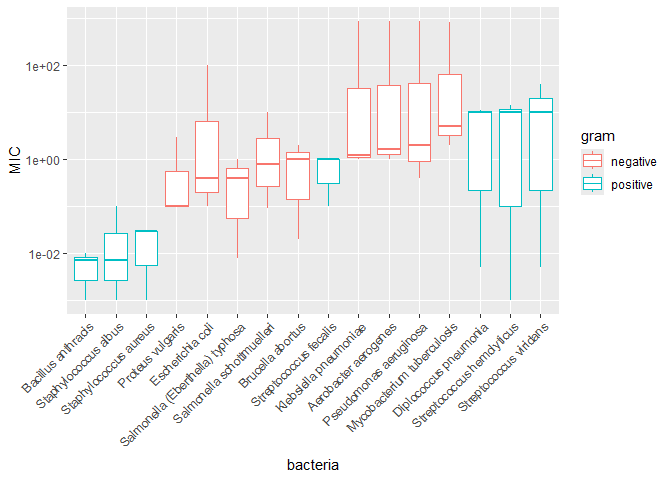 MIC
1e+02
1e+00
1e-02
Bacillus anthracis
Staphylococcus albus
Staphylococcus aureus
Proteus vulgaris
Escherichia coli
Salmonella (Eberthella) typhosa
Salmonella schottmuelleri
Brucella abortus
Streptococcus fecalis
Klebsiella pneumoniae
Aerobacter aerogenes
Pseudomonas aeruginosa
Mycobacterium tuberculosis
Diplococcus pneumonia
Streptococcus hemolyticus
Streptococcus viridans
bacteria
gram
negative
positive